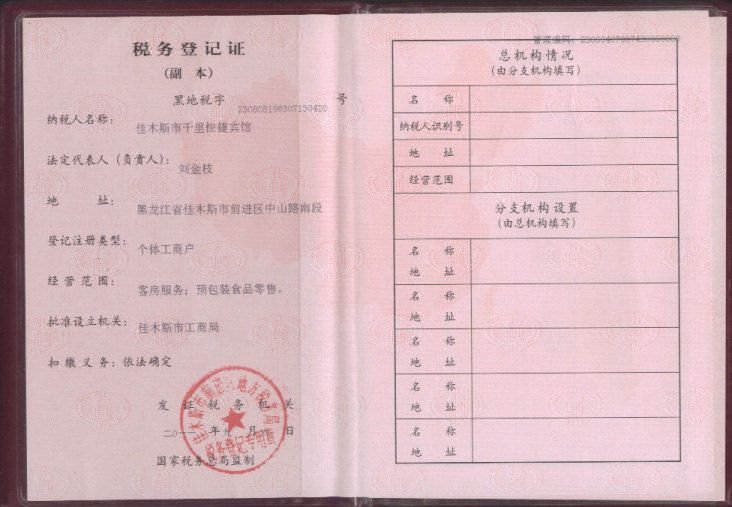 税务登记证
(副 本)
黑地税字 230805196307130420 号
纳税人名称: 佳木斯市千里快捷宾馆
法定代表人(负责人): 刘金枝
地 址: 黑龙江省佳木斯市前进区中山路南段
登记注册类型: 个体工商户
经 营 范 围: 客房服务; 预包装食品零售。
批准设立机关: 佳木斯市工商局
扣 缴 义 务: 依法确定
发 证 税 务 机 关
二〇一一 年 月 日
国家税务总局监制
管理编码:
总机构情况
(由分支机构填写)
名 称
纳税人识别号
地 址
经营范围
分支机构设置
(由总机构填写)
名 称
地 址
名 称
地 址
名 称
地 址
名 称
地 址
名 称
地 址